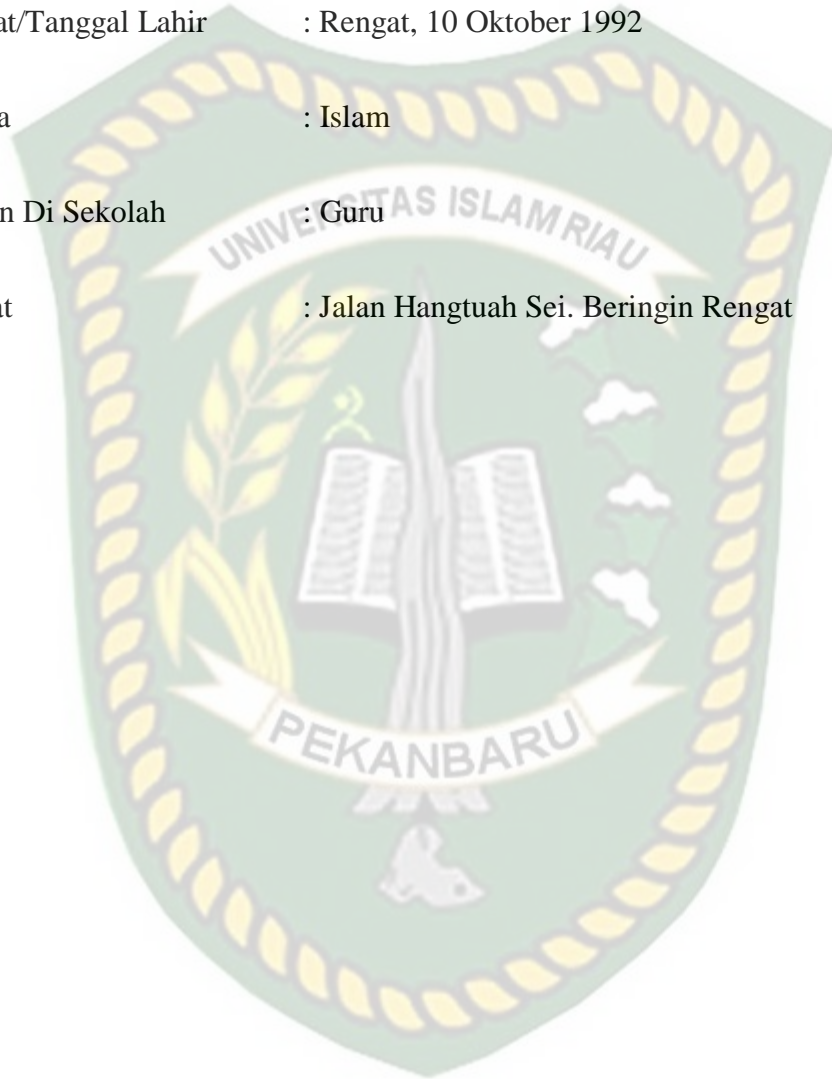 at/Tanggal Lahir : Rengat, 10 Oktober 1992
a : Islam
n Di Sekolah : Guru
UNIVERSITAS ISLAM RIAU
at : Jalan Hangtuah Sei. Beringin Rengat
PEKANBARU